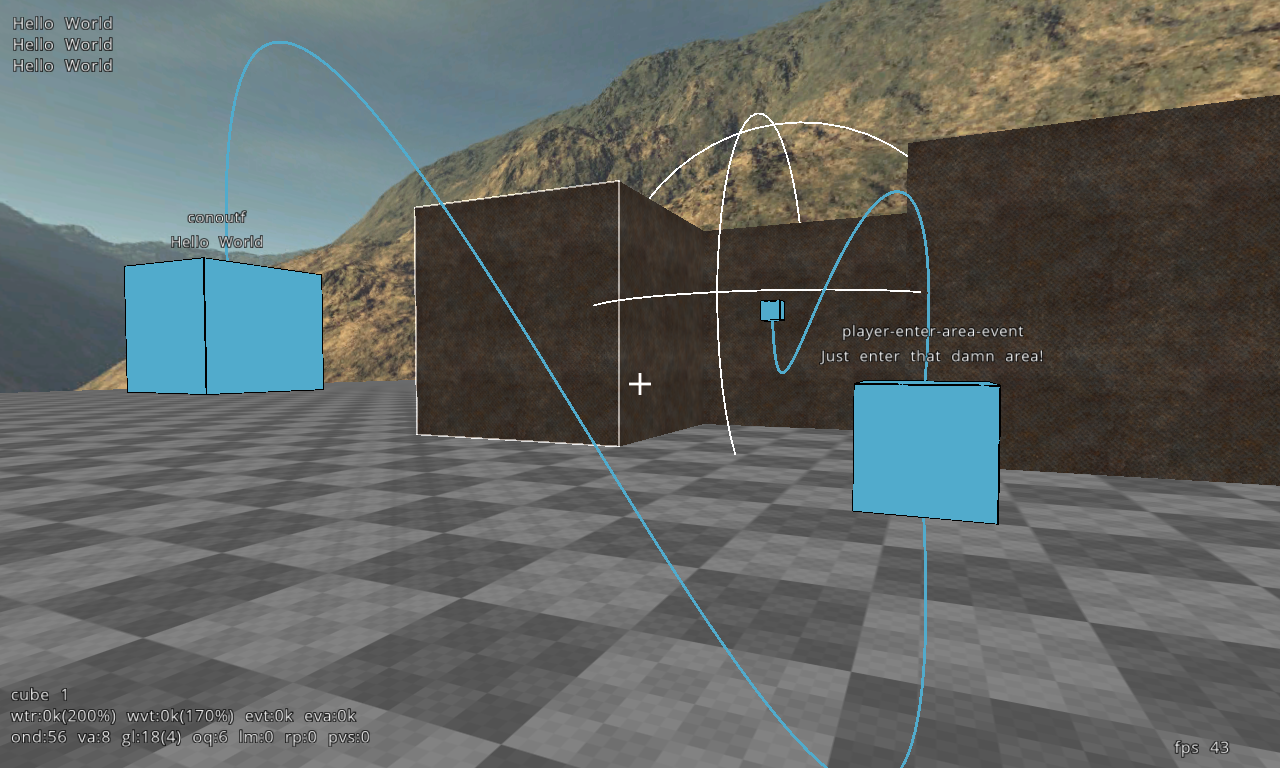 Hello World
Hello World
Hello World
conoutf
Hello World
player-enter-area-event
Just enter that damn area!
cube 1
wtr:0k(200%) wvt:0k(170%) evt:0k eva:0k
ond:56 va:8 gl:18(4) oq:6 lm:0 rp:0 pvs:0
fps 43